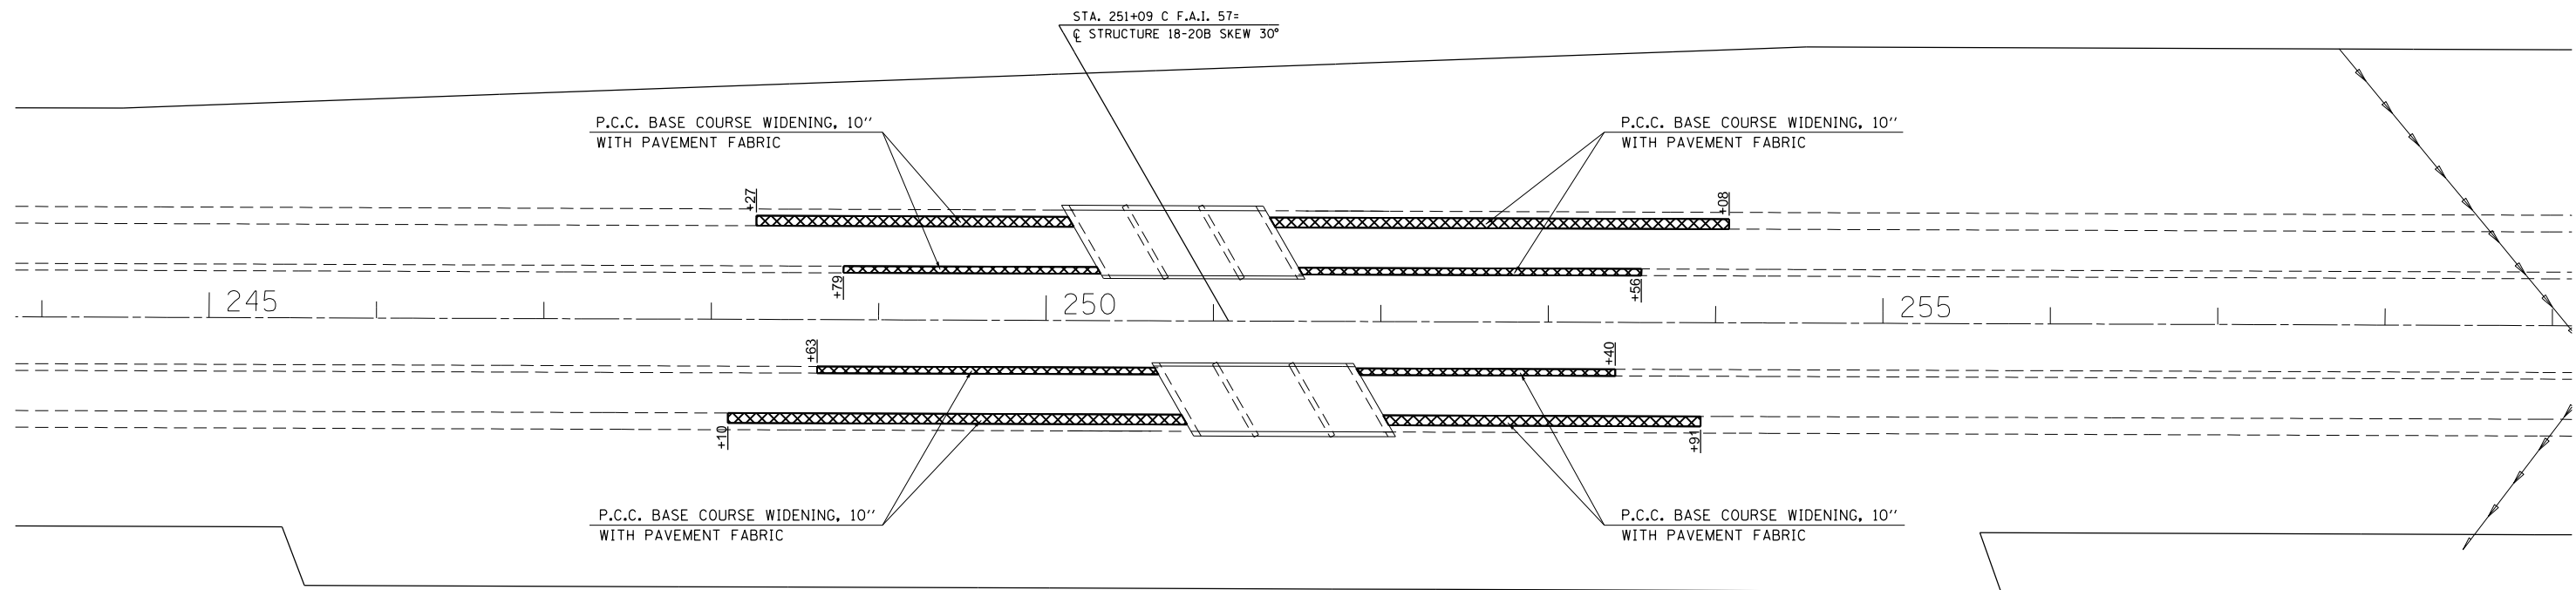 STA. 251+09 C F.A.I. 57=
℄ STRUCTURE 18-20B SKEW 30°
P.C.C. BASE COURSE WIDENING, 10''
WITH PAVEMENT FABRIC
P.C.C. BASE COURSE WIDENING, 10''
WITH PAVEMENT FABRIC
+27
+08
+79
+56
245
250
255
+63
+40
+10
+91
P.C.C. BASE COURSE WIDENING, 10''
WITH PAVEMENT FABRIC
P.C.C. BASE COURSE WIDENING, 10''
WITH PAVEMENT FABRIC